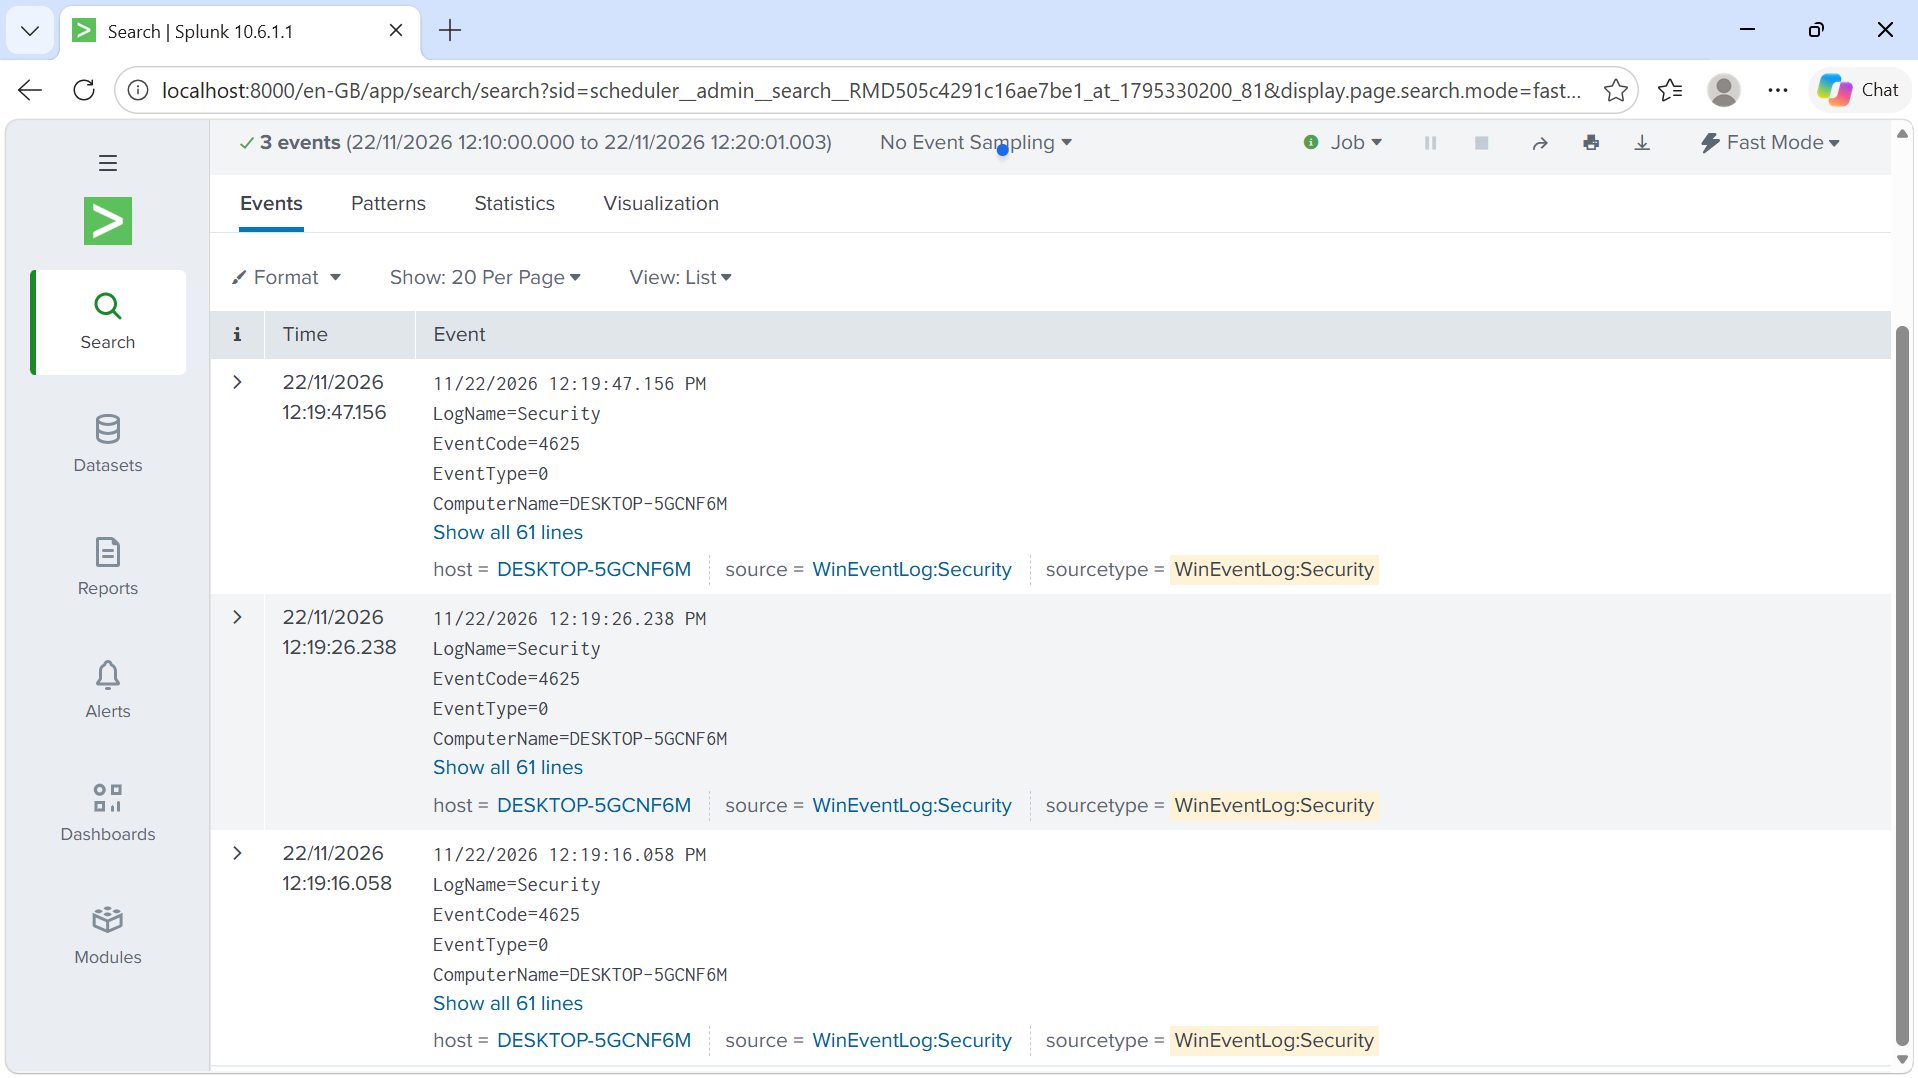 Search | Splunk 10.6.1.1
localhost:8000/en-GB/app/search/search?sid=scheduler__admin__search__RMD505c4291c16ae7be1_at_1795330200_81&display.page.search.mode=fast...
Chat
3 events (22/11/2026 12:10:00.000 to 22/11/2026 12:20:01.003)
No Event Sampling
Job
Fast Mode
Search
Datasets
Reports
Alerts
Dashboards
Modules
Events
Patterns
Statistics
Visualization
Format
Show: 20 Per Page
View: List
i
Time
Event
22/11/2026
12:19:47.156
11/22/2026 12:19:47.156 PM
LogName=Security
EventCode=4625
EventType=0
ComputerName=DESKTOP-5GCNF6M
Show all 61 lines
host = DESKTOP-5GCNF6M
source = WinEventLog:Security
sourcetype = WinEventLog:Security
22/11/2026
12:19:26.238
11/22/2026 12:19:26.238 PM
LogName=Security
EventCode=4625
EventType=0
ComputerName=DESKTOP-5GCNF6M
Show all 61 lines
host = DESKTOP-5GCNF6M
source = WinEventLog:Security
sourcetype = WinEventLog:Security
22/11/2026
12:19:16.058
11/22/2026 12:19:16.058 PM
LogName=Security
EventCode=4625
EventType=0
ComputerName=DESKTOP-5GCNF6M
Show all 61 lines
host = DESKTOP-5GCNF6M
source = WinEventLog:Security
sourcetype = WinEventLog:Security